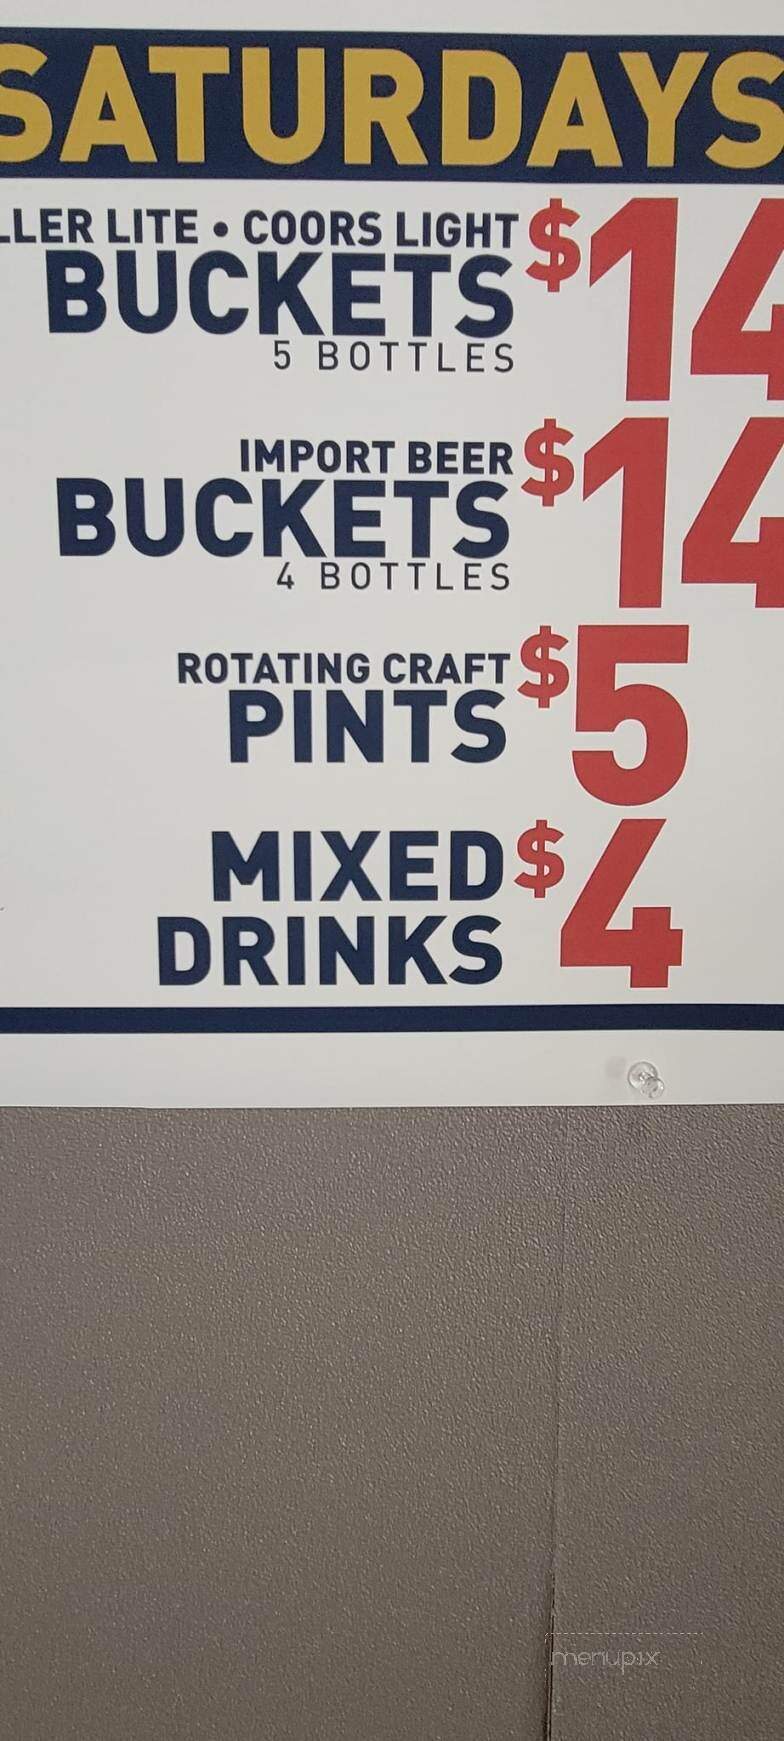 SATURDAYS
LLER LITE • COORS LIGHT
BUCKETS
5 BOTTLES
$14
IMPORT BEER
BUCKETS
4 BOTTLES
$14
ROTATING CRAFT
PINTS
$5
MIXED
DRINKS
$4
menupix